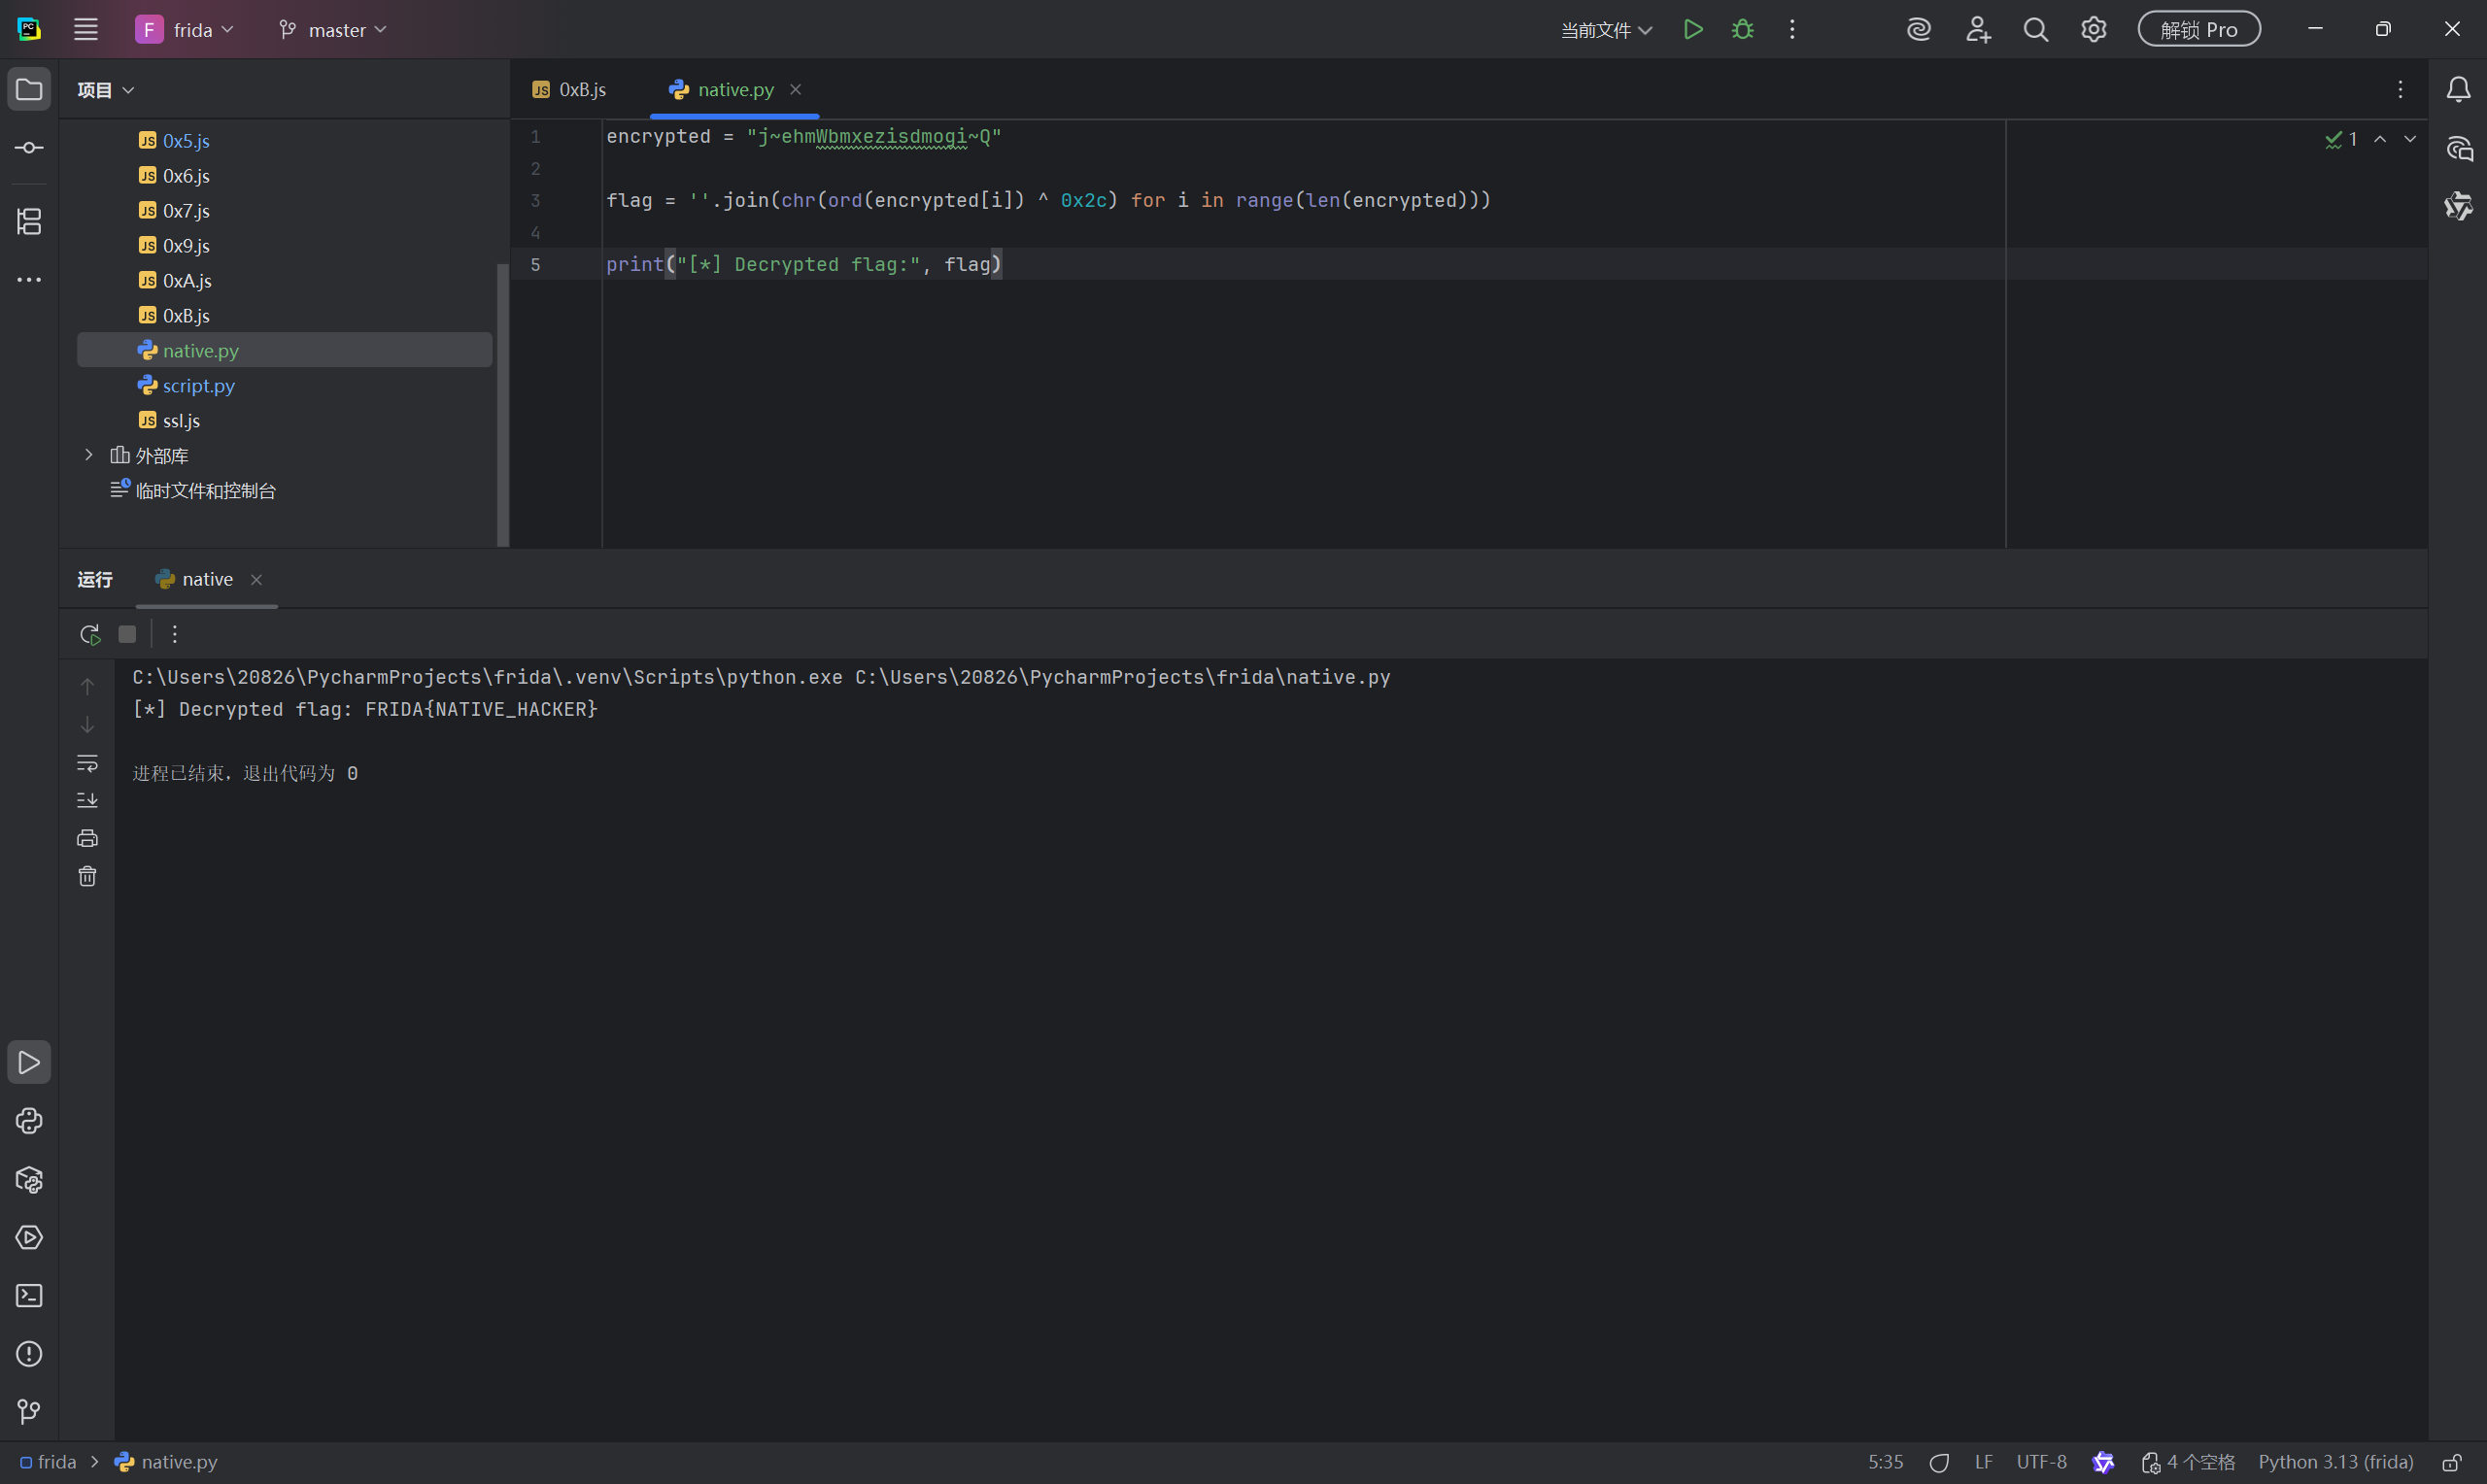 F frida master 当前文件 解锁 Pro
项目
0xB.js native.py
0x5.js
0x6.js
0x7.js
0x9.js
0xA.js
0xB.js
native.py
script.py
ssl.js
外部库
临时文件和控制台
1 encrypted = "j~ehmWbmxezisdmogi~Q"
2
3 flag = ''.join(chr(ord(encrypted[i]) ^ 0x2c) for i in range(len(encrypted)))
4
5 print("[*] Decrypted flag:", flag)
1
运行 native
C:\Users\20826\PycharmProjects\frida\.venv\Scripts\python.exe C:\Users\20826\PycharmProjects\frida\native.py
[*] Decrypted flag: FRIDA{NATIVE_HACKER}
进程已结束，退出代码为 0
frida native.py 5:35 LF UTF-8 4 个空格 Python 3.13 (frida)